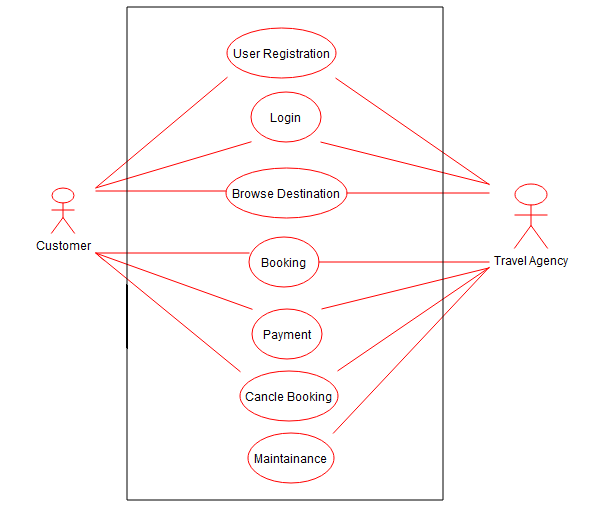 User Registration
Login
Browse Destination
Customer
Travel Agency
Booking
Payment
Cancle Booking
Maintainance